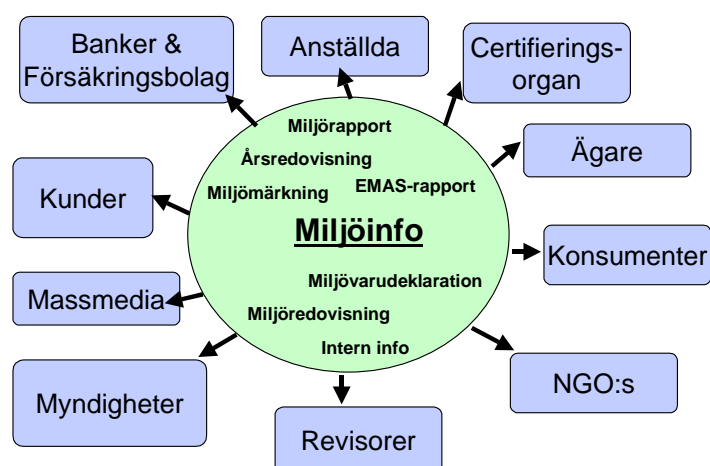 Banker &
Försäkringsbolag
Anställda
Certifierings-
organ
Ägare
Kunder
Konsumenter
Massmedia
Myndigheter
Revisorer
NGO:s
Miljörapport
Årsredovisning
Miljömärkning
EMAS-rapport
Miljöinfo
Miljövarudeklaration
Miljöredovisning
Intern info